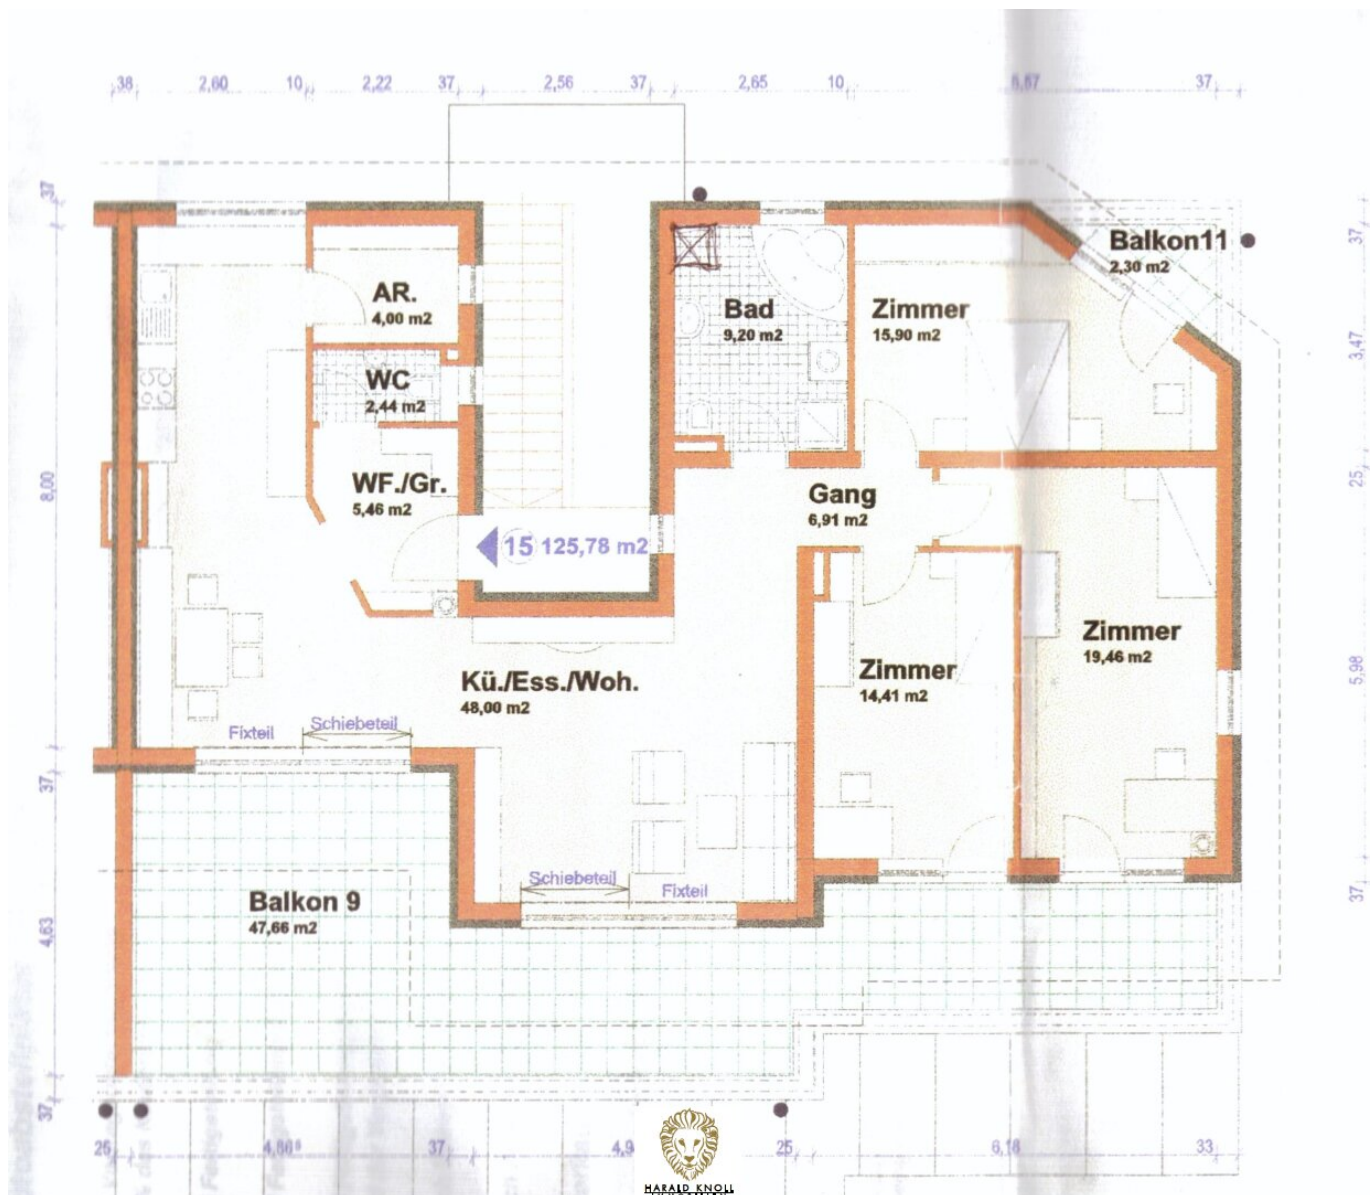 38 2,60 10 2,22 37 2,56 37 2,65 10 6,67 37
37
AR.
4,00 m2
WC
2,44 m2
WF./Gr.
5,46 m2
15 125,78 m2
Bad
9,20 m2
Zimmer
15,90 m2
Balkon11
2,30 m2
37
3,47
25
Gang
6,91 m2
8,00
Zimmer
19,46 m2
Zimmer
14,41 m2
5,98
Kü./Ess./Woh.
48,00 m2
Fixteil
Schiebeteil
37
Schiebeteil
Fixteil
37
Balkon 9
47,66 m2
4,63
37
25 4,86⁸ 37 4,9 25 6,18 33
HARALD KNOLL